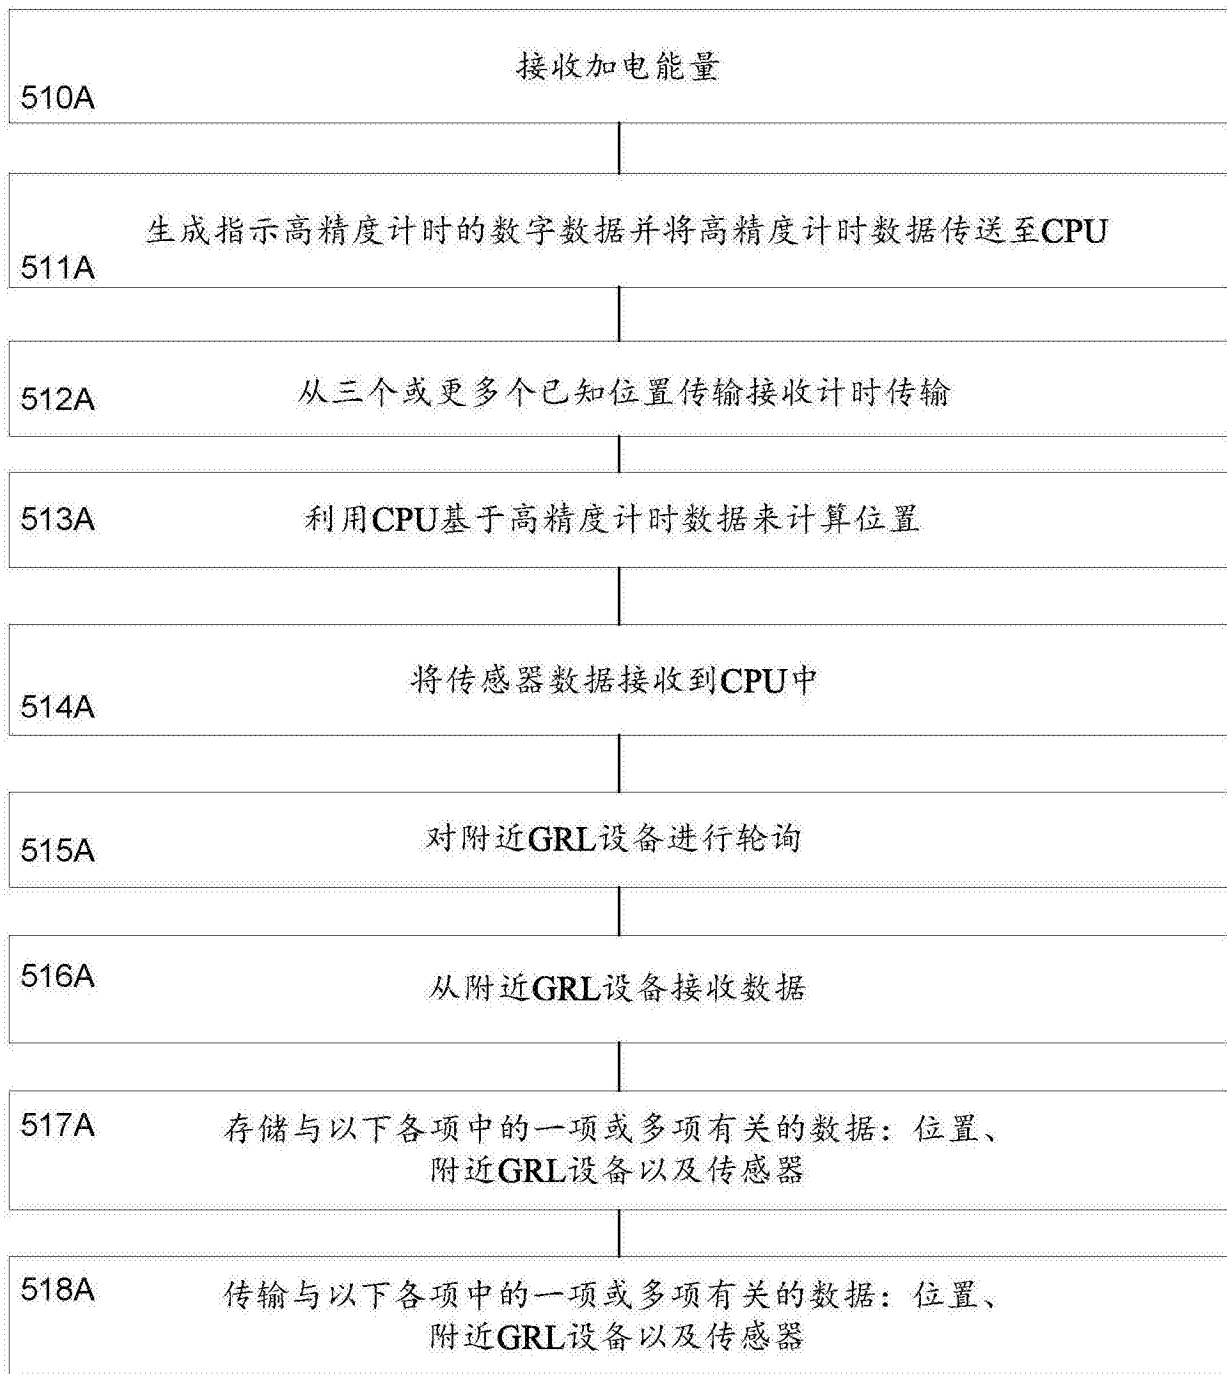 接收加电能量
510A
生成指示高精度计时的数字数据并将高精度计时数据传送至CPU
511A
512A
从三个或更多个已知位置传输接收计时传输
513A
利用CPU基于高精度计时数据来计算位置
将传感器数据接收到CPU中
514A
对附近GRL设备进行轮询
515A
516A
从附近GRL设备接收数据
517A
存储与以下各项中的一项或多项有关的数据：位置、
附近GRL设备以及传感器
518A
传输与以下各项中的一项或多项有关的数据：位置、
附近GRL设备以及传感器